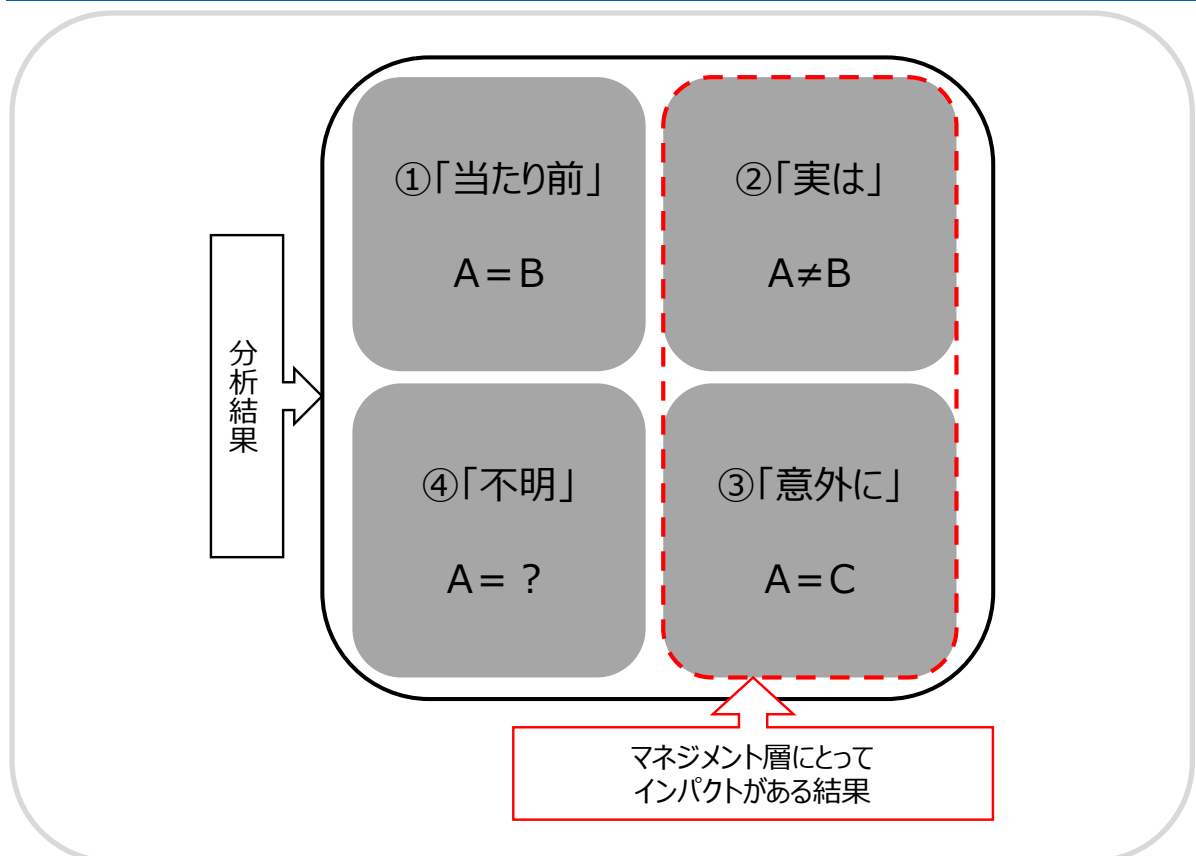 ①「当たり前」
A=B
②「実は」
A≠B
分析結果
④「不明」
A= ?
③「意外に」
A=C
マネジメント層にとって
インパクトがある結果